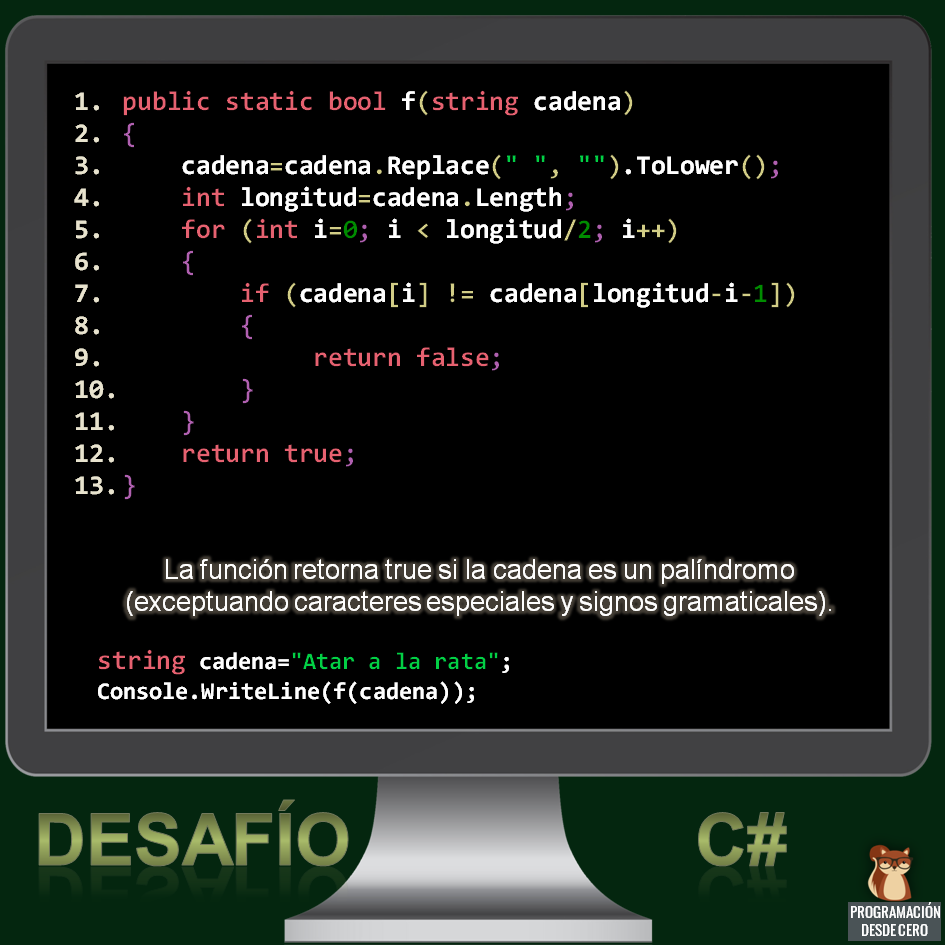 1. public static bool f(string cadena)
2. {
3. cadena=cadena.Replace(" ", "").ToLower();
4. int longitud=cadena.Length;
5. for (int i=0; i < longitud/2; i++)
6. {
7. if (cadena[i] != cadena[longitud-i-1])
8. {
9. return false;
10. }
11. }
12. return true;
13. }
La función retorna true si la cadena es un palíndromo
(exceptuando caracteres especiales y signos gramaticales).
string cadena="Atar a la rata";
Console.WriteLine(f(cadena));
DESAFÍO C#
PROGRAMACIÓN
DESDE CERO